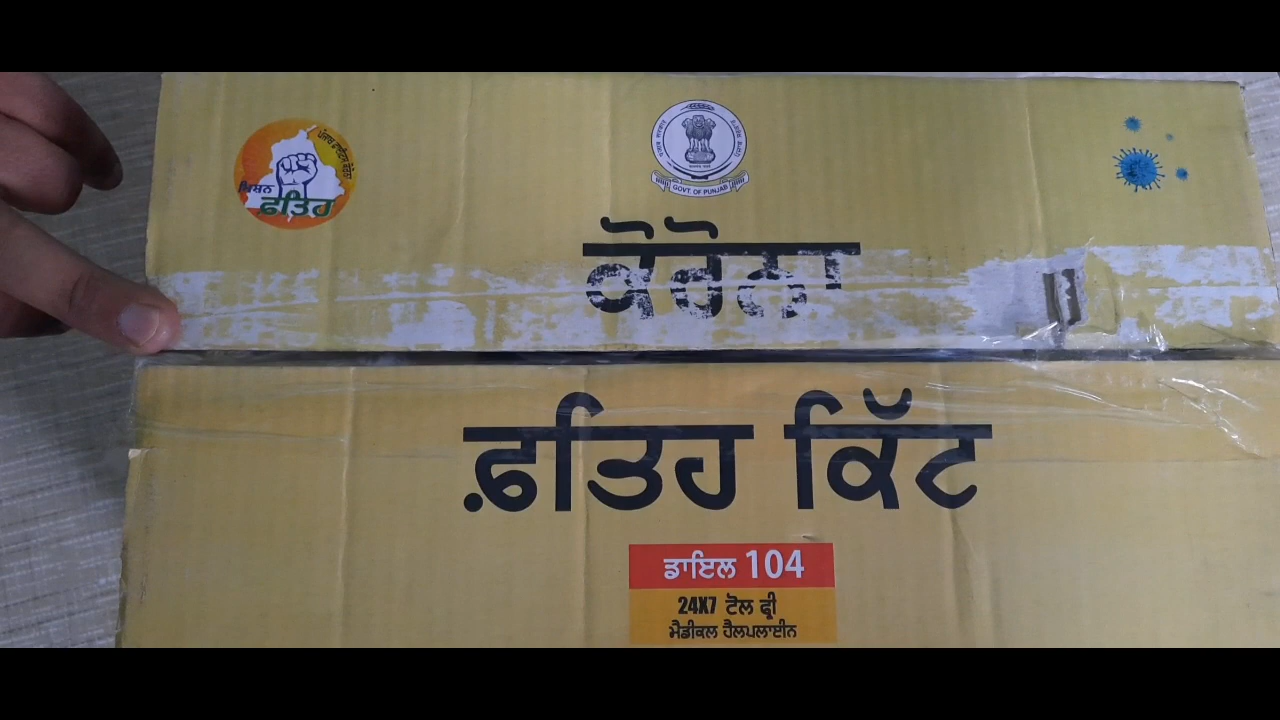 ਮਿਸ਼ਨ
ਫ਼ਤਿਹ
GOVT. OF PUNJAB
ਕੋਰੋਨਾ
ਫ਼ਤਿਹ ਕਿੱਟ
ਡਾਇਲ 104
24X7 ਟੋਲ ਫ੍ਰੀ
ਮੈਡੀਕਲ ਹੈਲਪਲਾਈਨ